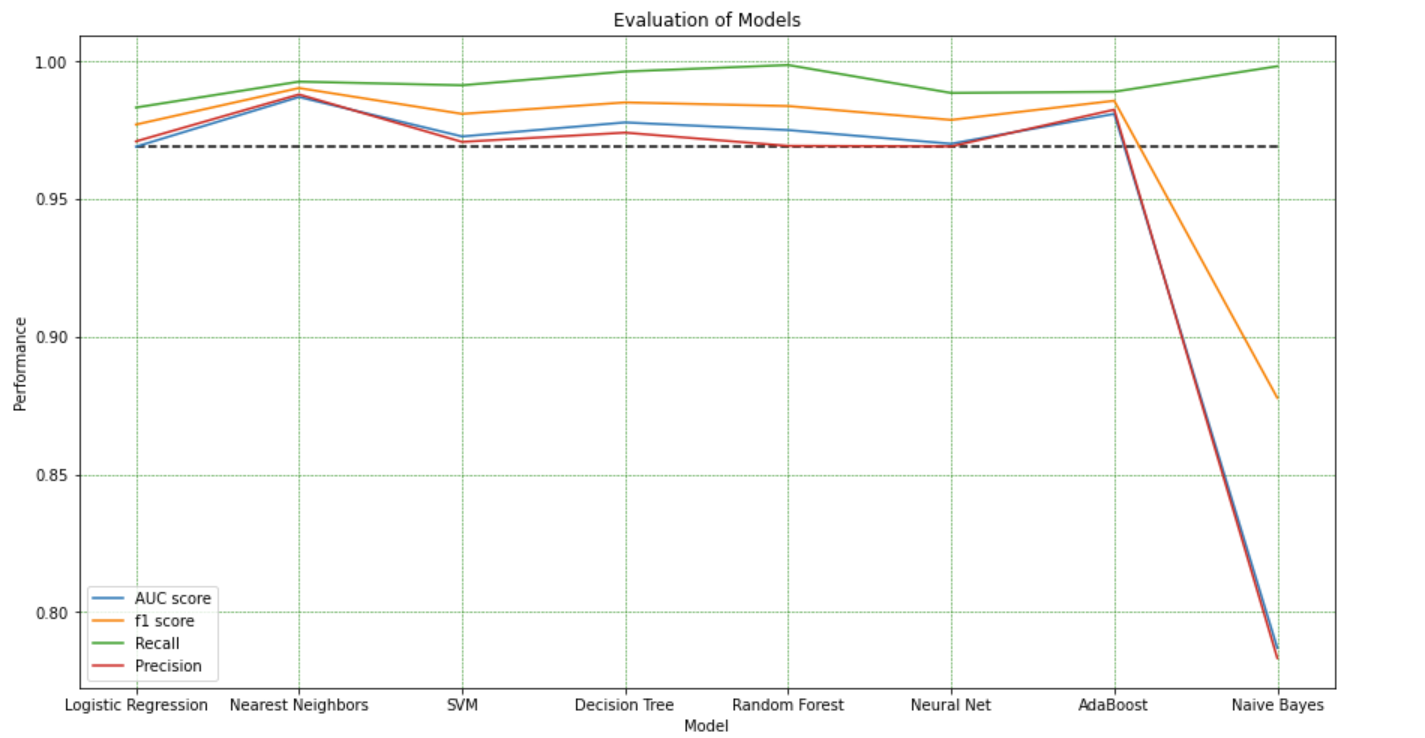 Evaluation of Models
1.00
0.95
0.90
0.85
0.80
Performance
AUC score
f1 score
Recall
Precision
Logistic Regression Nearest Neighbors SVM Decision Tree Random Forest Neural Net AdaBoost Naive Bayes
Model